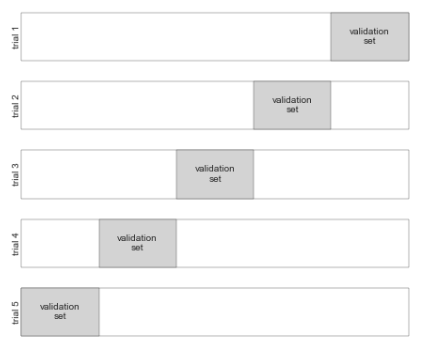 trial 1
validation
set
trial 2
validation
set
trial 3
validation
set
trial 4
validation
set
trial 5
validation
set